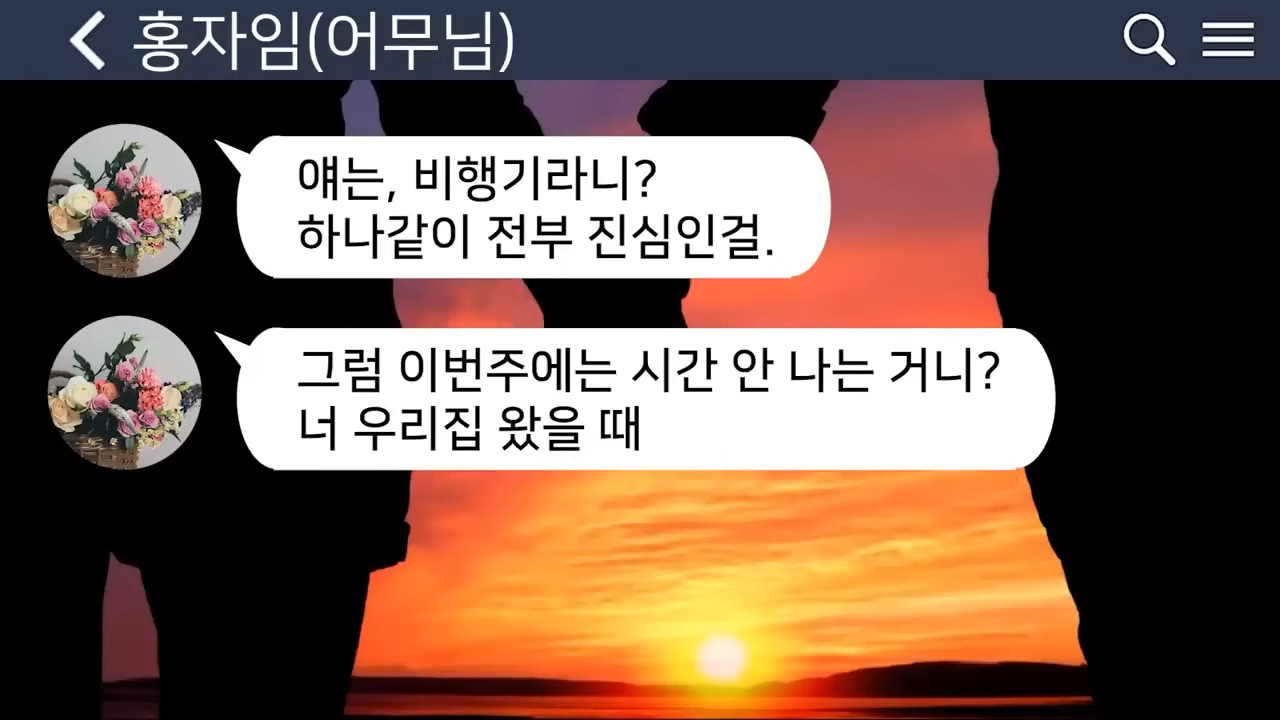 홍자임(어무님)
얘는, 비행기라니?
하나같이 전부 진심인걸.
그럼 이번주에는 시간 안 나는 거니?
너 우리집 왔을 때